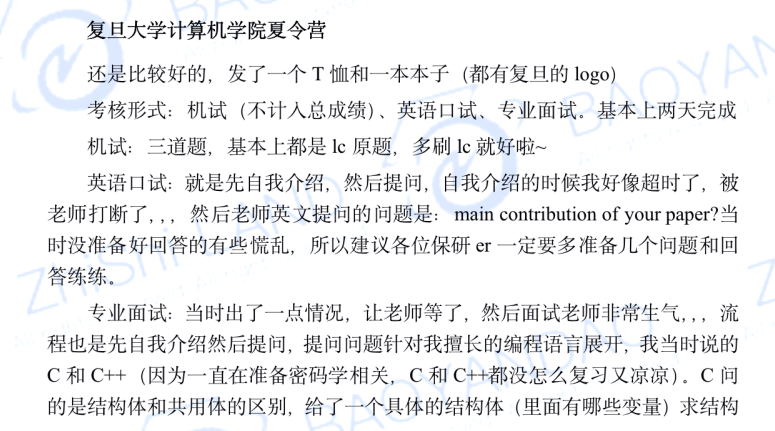 复旦大学计算机学院夏令营
还是比较好的，发了一个 T 恤和一本本子（都有复旦的 logo）
考核形式：机试（不计入总成绩）、英语口试、专业面试。基本上两天完成
机试：三道题，基本上都是 lc 原题，多刷 lc 就好啦~
英语口试：就是先自我介绍，然后提问，自我介绍的时候我好像超时了，被
老师打断了，，，然后老师英文提问的问题是： main contribution of your paper?当
时没准备好回答的有些慌乱，所以建议各位保研 er 一定要多准备几个问题和回
答练练。
专业面试：当时出了一点情况，让老师等了，然后面试老师非常生气，，，流
程也是先自我介绍然后提问，提问问题针对我擅长的编程语言展开，我当时说的
C 和 C++（因为一直在准备密码学相关，C 和 C++都没怎么复习又凉凉）。C 问
的是结构体和共用体的区别，给了一个具体的结构体（里面有哪些变量）求结构